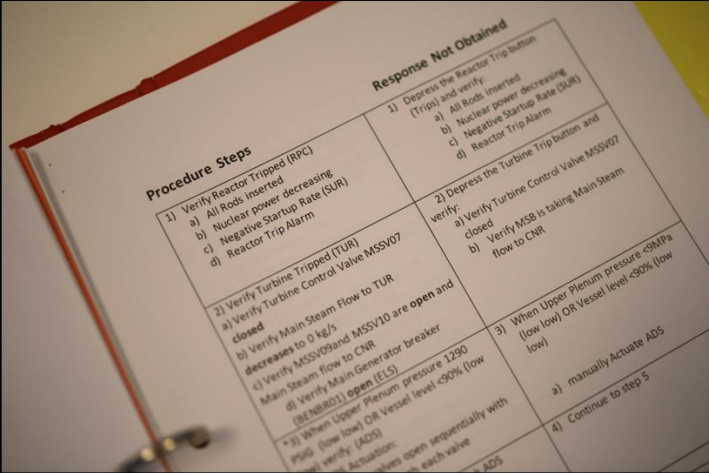 Procedure Steps
Response Not Obtained
1) Verify Reactor Tripped (RPC)
a) All Rods inserted
b) Nuclear power decreasing
c) Negative Startup Rate (SUR)
d) Reactor Trip Alarm
1) Depress the Reactor Trip button
(Trips) and verify:
a) All Rods inserted
b) Nuclear power decreasing
c) Negative Startup Rate (SUR)
d) Reactor Trip Alarm
2) Verify Turbine Tripped (TUR)
a) Verify Turbine Control Valve MSSV07
closed
b) Verify Main Steam Flow to TUR
decreases to 0 kg/s
c) Verify MSSV09and MSSV10 are open and
Main Steam flow to CNR
d) Verify Main Generator breaker
(BENBR01) open (ELS)
2) Depress the Turbine Trip button and
verify:
a) Verify Turbine Control Valve MSSV07
closed
b) Verify MSB is taking Main Steam
flow to CNR
*3) When Upper Plenum pressure 1290
PSIG (low low) OR Vessel level <90% (low
verify: (ADS)
Actuation:
open sequentially with
each valve
ADS
3) When Upper Plenum pressure <9MPa
(low low) OR Vessel level <90% (low
low)
a) manually Actuate ADS
4) Continue to step 5